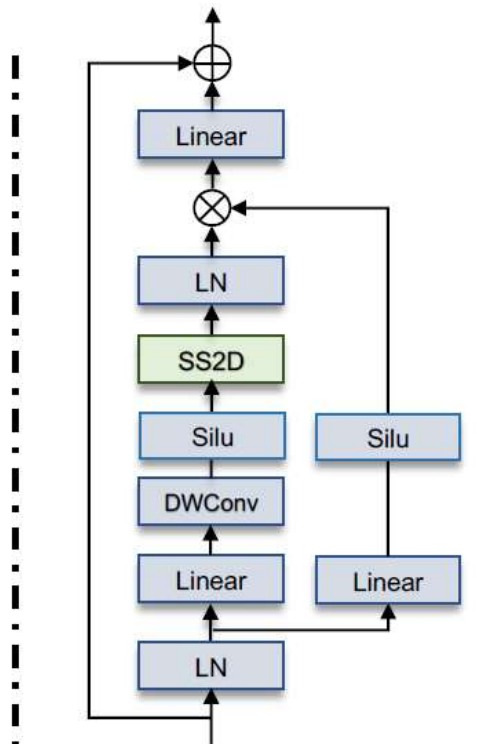 Linear
LN
SS2D
Silu
Silu
DWConv
Linear
Linear
LN